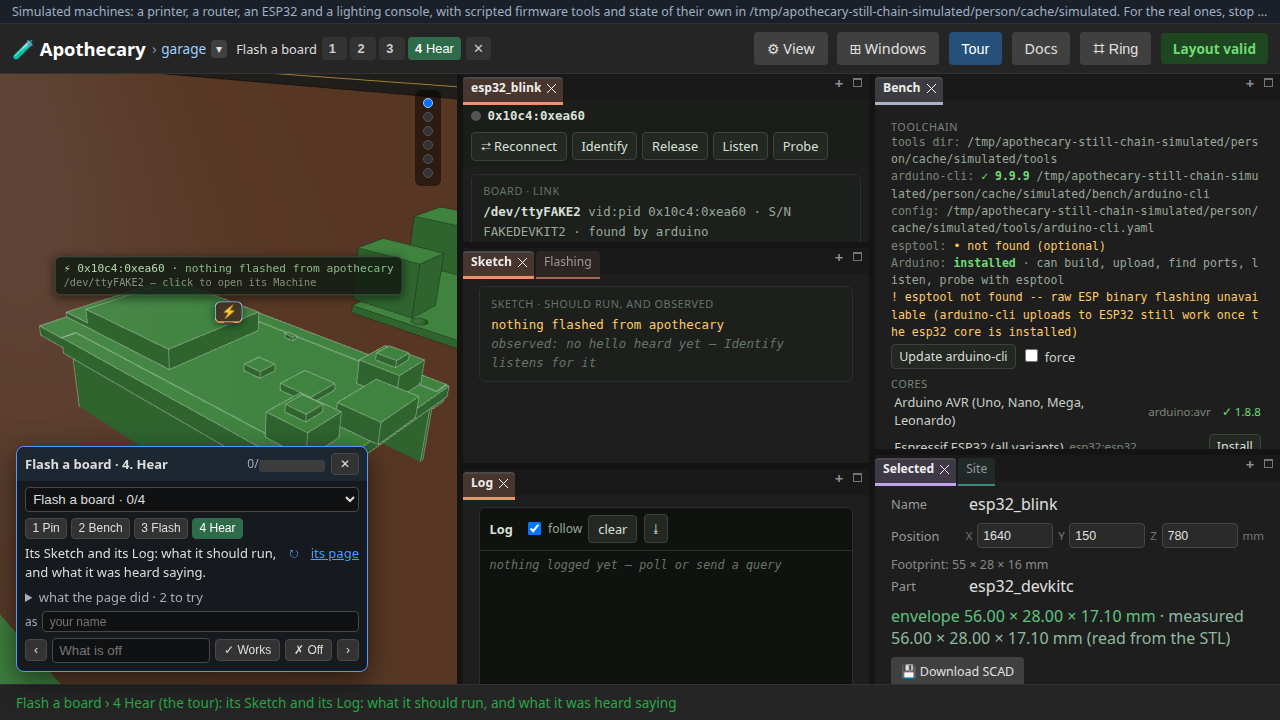 Simulated machines: a printer, a router, an ESP32 and a lighting console, with scripted firmware tools and state of their own in /tmp/apothecary-still-chain-simulated/person/cache/simulated. For the real ones, stop ...
Apothecary › garage ▾ Flash a board 1 2 3 4 Hear ✕
⚙ View ⊞ Windows Tour Docs Ring Layout valid
⚡ 0x10c4:0xea60 · nothing flashed from apothecary
/dev/ttyFAKE2 — click to open its Machine
Flash a board · 4. Hear 0/ ✕
Flash a board · 0/4
1 Pin 2 Bench 3 Flash 4 Hear
Its Sketch and its Log: what it should run, ↻ its page
and what it was heard saying.
▶ what the page did · 2 to try
as your name
‹ What is off ✓ Works ✗ Off ›
esp32_blink
0x10c4:0xea60
⇄ Reconnect Identify Release Listen Probe
BOARD · LINK
/dev/ttyFAKE2 vid:pid 0x10c4:0xea60 · S/N
FAKEDEVKIT2 · found by arduino
Sketch Flashing
SKETCH · SHOULD RUN, AND OBSERVED
nothing flashed from apothecary
observed: no hello heard yet — Identify
listens for it
Log
Log follow clear ⭳
nothing logged yet — poll or send a query
Bench
TOOLCHAIN
tools dir: /tmp/apothecary-still-chain-simulated/pers
on/cache/simulated/tools
arduino-cli: ✓ 9.9.9 /tmp/apothecary-still-chain-simu
lated/person/cache/simulated/bench/arduino-cli
config: /tmp/apothecary-still-chain-simulated/person/
cache/simulated/tools/arduino-cli.yaml
esptool: • not found (optional)
Arduino: installed · can build, upload, find ports, l
isten, probe with esptool
! esptool not found -- raw ESP binary flashing unavai
lable (arduino-cli uploads to ESP32 still work once t
he esp32 core is installed)
Update arduino-cli force
CORES
Arduino AVR (Uno, Nano, Mega,
Leonardo)
arduino:avr ✓ 1.8.8
Espressif ESP32 (all variants) esp32:esp32 Install
Selected Site
Name esp32_blink
Position X 1640 Y 150 Z 780 mm
Footprint: 55 × 28 × 16 mm
Part esp32_devkitc
envelope 56.00 × 28.00 × 17.10 mm · measured
56.00 × 28.00 × 17.10 mm (read from the STL)
💾 Download SCAD
Flash a board › 4 Hear (the tour): its Sketch and its Log: what it should run, and what it was heard saying